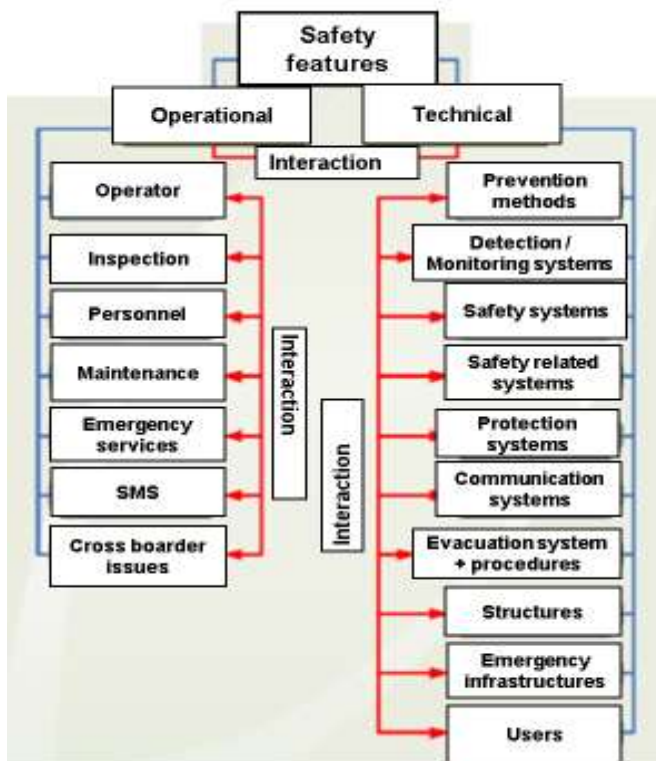 Safety
features
Operational
Technical
Interaction
Operator
Inspection
Personnel
Maintenance
Emergency
services
SMS
Cross boarder
issues
Interaction
Interaction
Prevention
methods
Detection /
Monitoring systems
Safety systems
Safety related
systems
Protection
systems
Communication
systems
Evacuation system
+ procedures
Structures
Emergency
infrastructures
Users